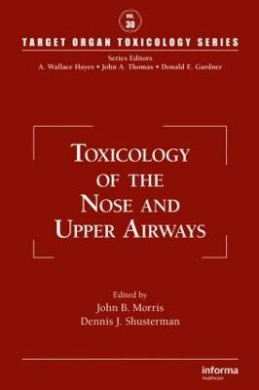 VOL.
30
TARGET ORGAN TOXICOLOGY SERIES
Series Editors
A. Wallace Hayes • John A. Thomas • Donald E. Gardner
TOXICOLOGY
OF THE
NOSE AND
UPPER AIRWAYS
Edited by
John B. Morris
Dennis J. Shusterman
informa
healthcare